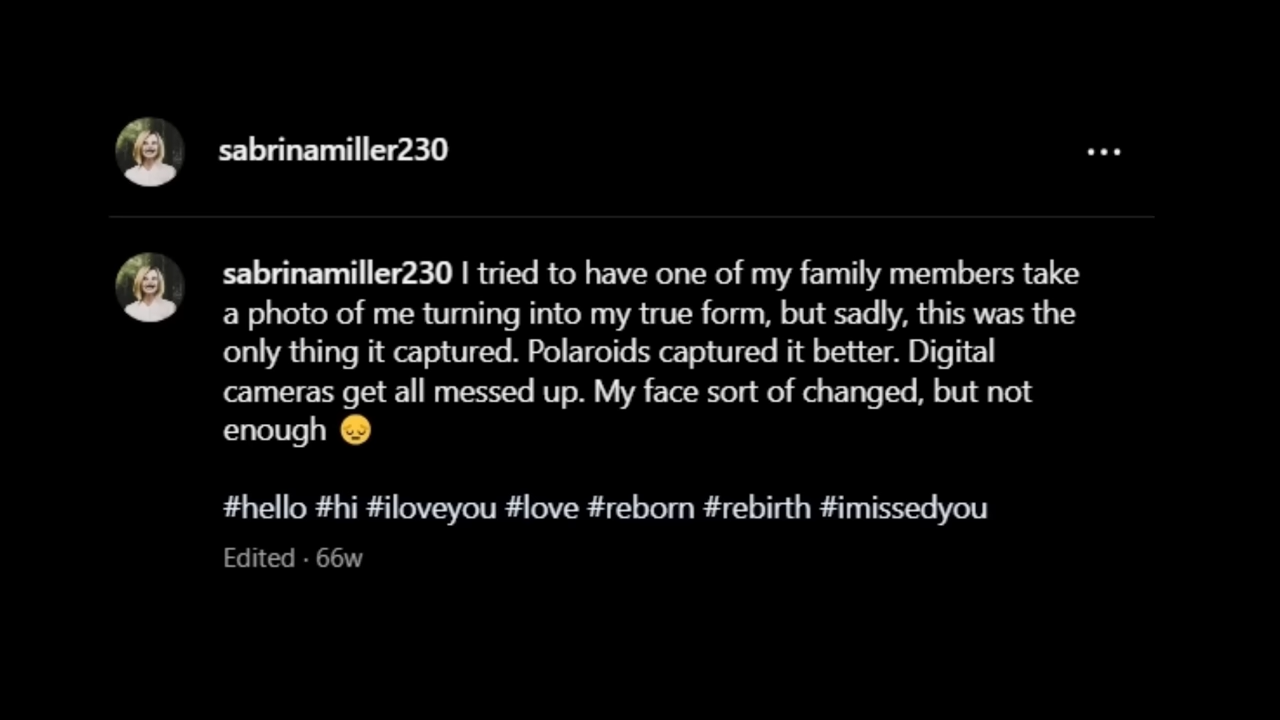 sabrinamiller230
sabrinamiller230 I tried to have one of my family members take
a photo of me turning into my true form, but sadly, this was the
only thing it captured. Polaroids captured it better. Digital
cameras get all messed up. My face sort of changed, but not
enough 😔
#hello #hi #iloveyou #love #reborn #rebirth #imissedyou
Edited · 66w